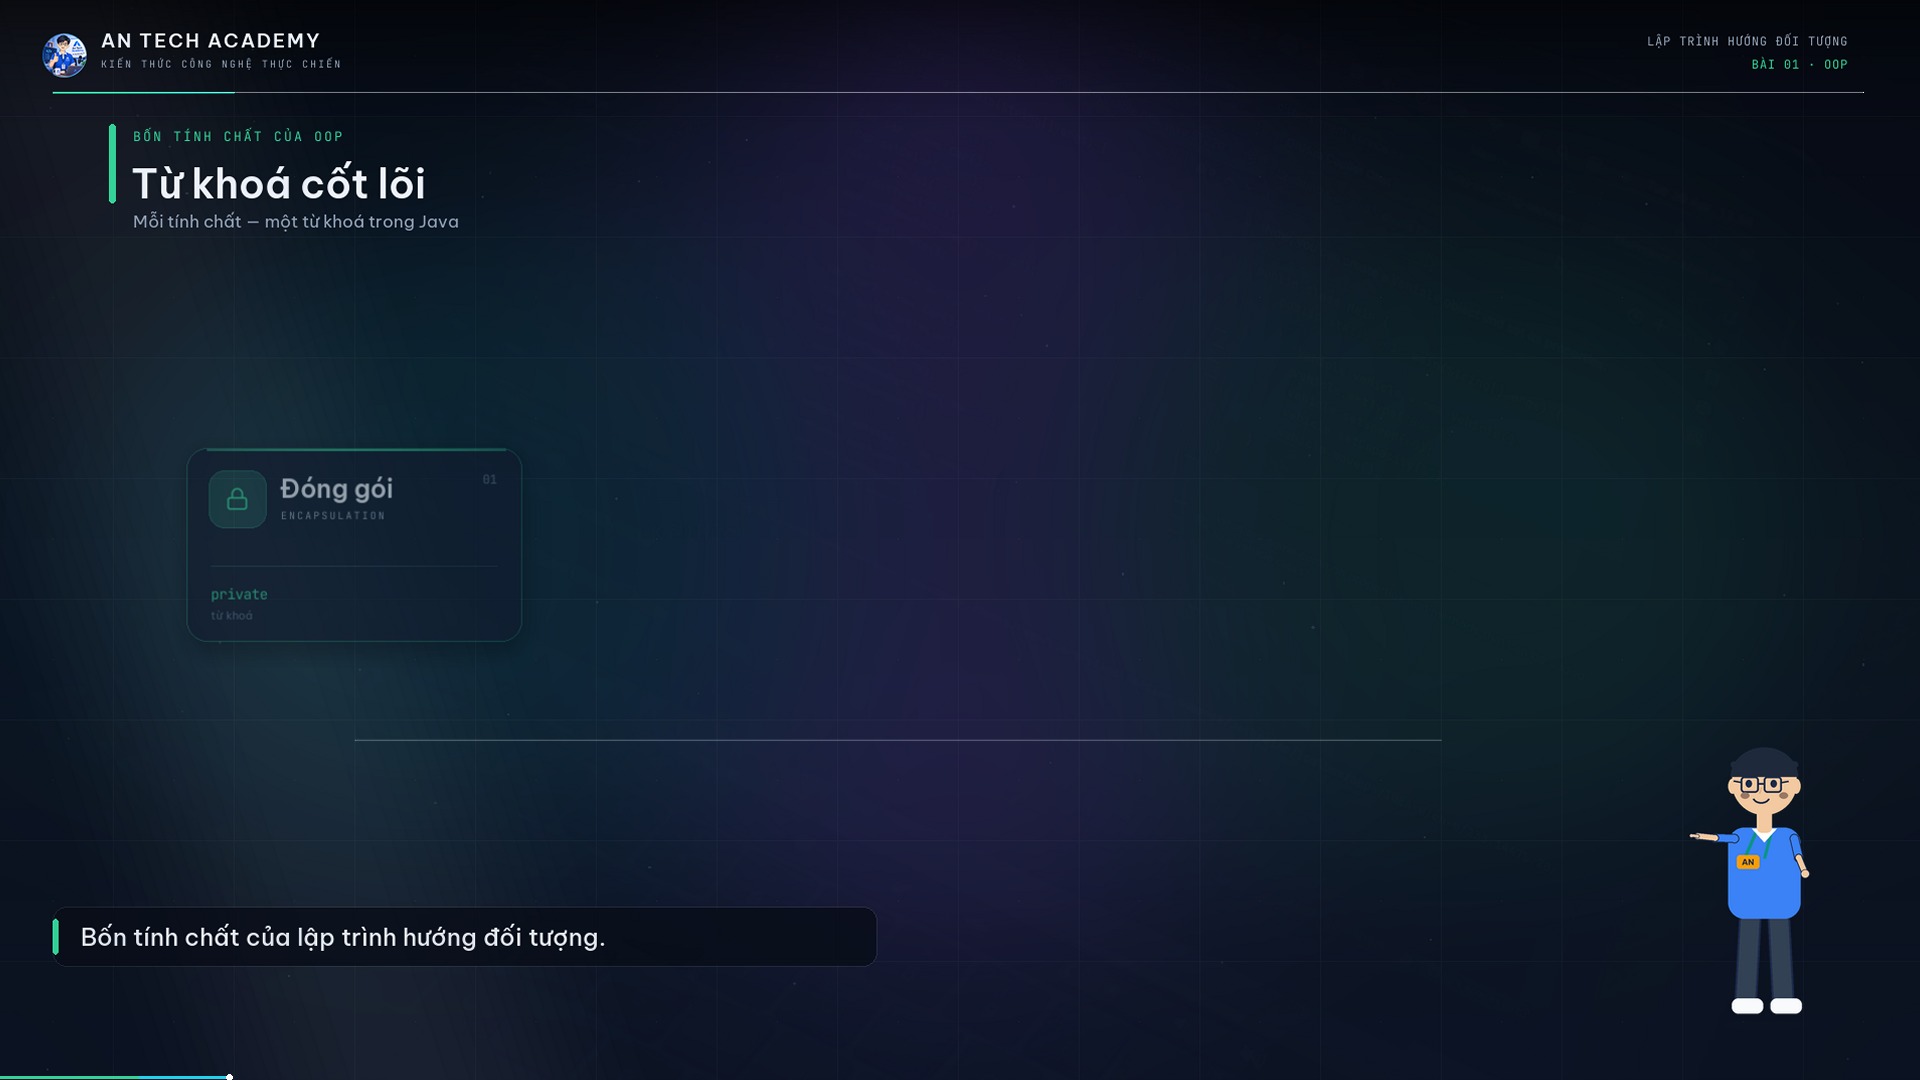 AN TECH ACADEMY
KIẾN THỨC CÔNG NGHỆ THỰC CHIẾN
LẬP TRÌNH HƯỚNG ĐỐI TƯỢNG
BÀI 01 · OOP
BỐN TÍNH CHẤT CỦA OOP
Từ khoá cốt lõi
Mỗi tính chất — một từ khoá trong Java
Đóng gói
01
ENCAPSULATION
private
từ khoá
AN
Bốn tính chất của lập trình hướng đối tượng.